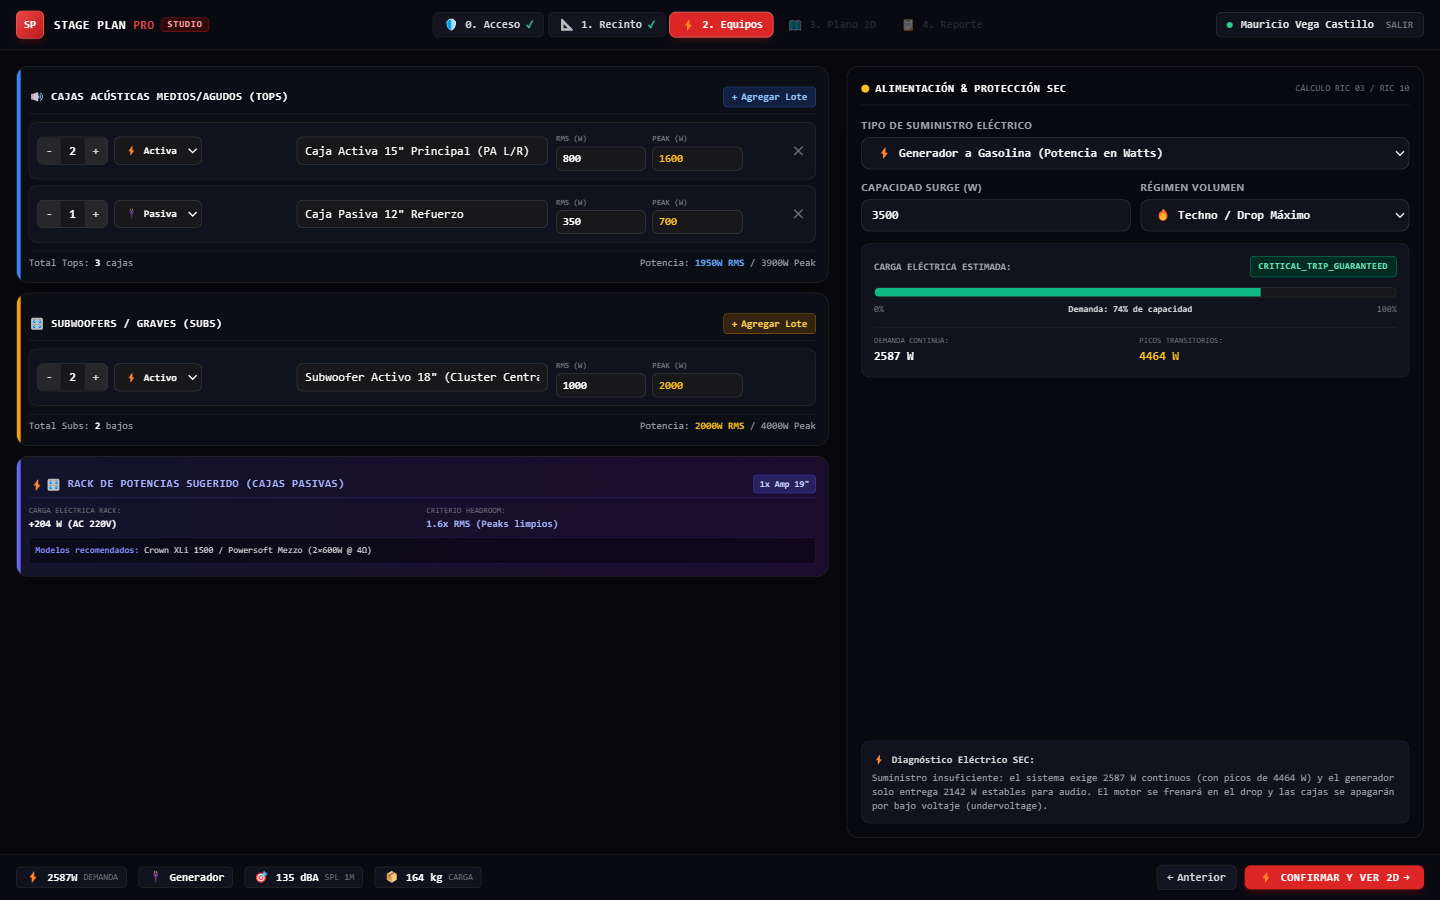 SP STAGE PLAN PRO STUDIO
0. Acceso ✓
1. Recinto ✓
2. Equipos
3. Plano 2D
4. Reporte
Mauricio Vega Castillo SALIR
CAJAS ACÚSTICAS MEDIOS/AGUDOS (TOPS)
+ Agregar Lote
RMS (W) PEAK (W)
- 2 + Activa Caja Activa 15" Principal (PA L/R) 800 1600 ×
RMS (W) PEAK (W)
- 1 + Pasiva Caja Pasiva 12" Refuerzo 350 700 ×
Total Tops: 3 cajas Potencia: 1950W RMS / 3900W Peak
SUBWOOFERS / GRAVES (SUBS)
+ Agregar Lote
RMS (W) PEAK (W)
- 2 + Activo Subwoofer Activo 18" (Cluster Centra 1000 2000
Total Subs: 2 bajos Potencia: 2000W RMS / 4000W Peak
RACK DE POTENCIAS SUGERIDO (CAJAS PASIVAS) 1x Amp 19"
CARGA ELÉCTRICA RACK: CRITERIO HEADROOM:
+204 W (AC 220V) 1.6x RMS (Peaks limpios)
Modelos recomendados: Crown XLi 1500 / Powersoft Mezzo (2×600W @ 4Ω)
ALIMENTACIÓN & PROTECCIÓN SEC CÁLCULO RIC 03 / RIC 10
TIPO DE SUMINISTRO ELÉCTRICO
Generador a Gasolina (Potencia en Watts)
CAPACIDAD SURGE (W) RÉGIMEN VOLUMEN
3500 Techno / Drop Máximo
CARGA ELÉCTRICA ESTIMADA: CRITICAL_TRIP_GUARANTEED
0% Demanda: 74% de capacidad 100%
DEMANDA CONTINUA: PICOS TRANSITORIOS:
2587 W 4464 W
Diagnóstico Eléctrico SEC:
Suministro insuficiente: el sistema exige 2587 W continuos (con picos de 4464 W) y el generador
solo entrega 2142 W estables para audio. El motor se frenará en el drop y las cajas se apagarán
por bajo voltaje (undervoltage).
2587W DEMANDA
Generador
135 dBA SPL 1M
164 kg CARGA
← Anterior
CONFIRMAR Y VER 2D →